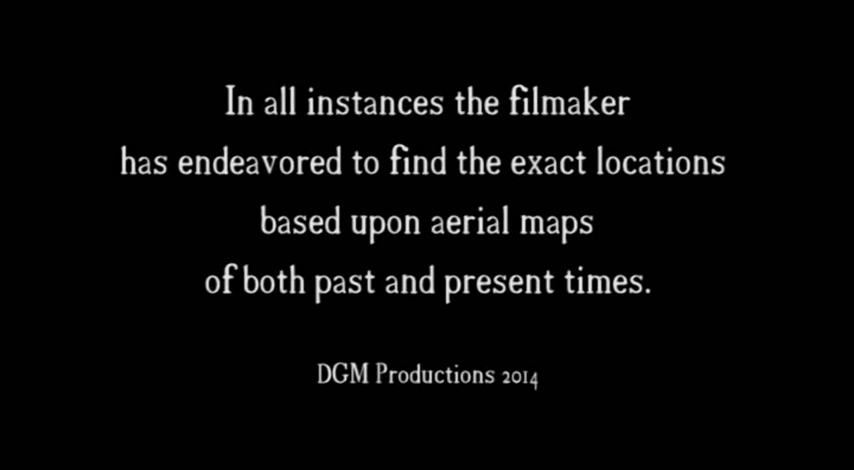 In all instances the filmaker
has endeavored to find the exact locations
based upon aerial maps
of both past and present times.
DGM Productions 2014